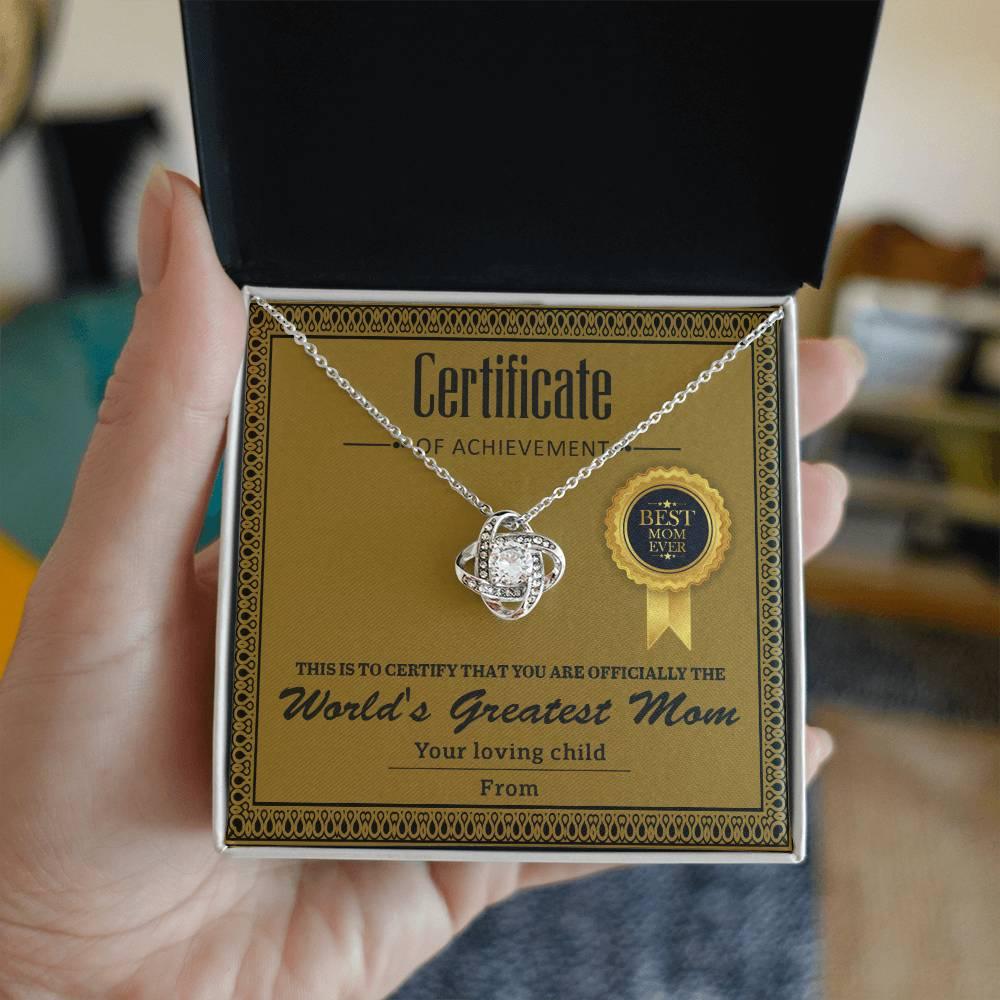 Certificate
OF ACHIEVEMENT
BEST
MOM
EVER
THIS IS TO CERTIFY THAT YOU ARE OFFICIALLY THE
World's Greatest Mom
Your loving child
From